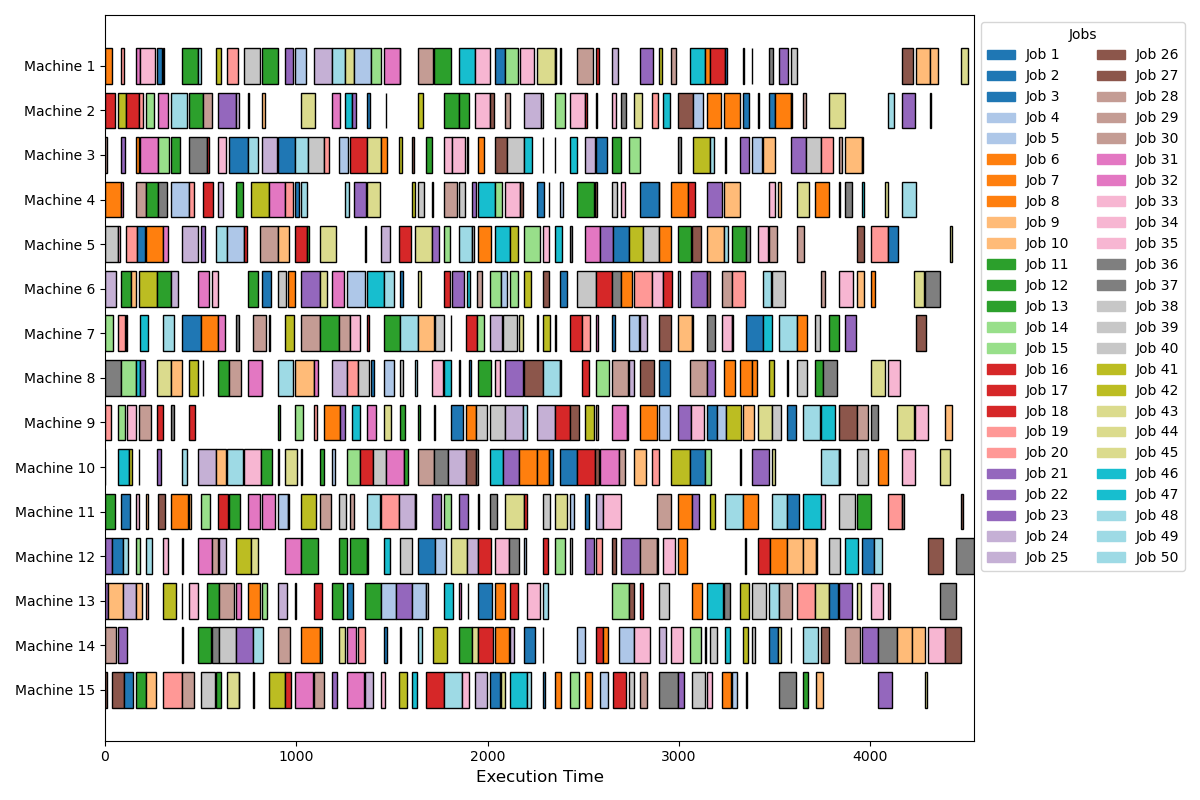 Machine 1
Machine 2
Machine 3
Machine 4
Machine 5
Machine 6
Machine 7
Machine 8
Machine 9
Machine 10
Machine 11
Machine 12
Machine 13
Machine 14
Machine 15
0 1000 2000 3000 4000
Execution Time
Jobs
Job 1 Job 26
Job 2 Job 27
Job 3 Job 28
Job 4 Job 29
Job 5 Job 30
Job 6 Job 31
Job 7 Job 32
Job 8 Job 33
Job 9 Job 34
Job 10 Job 35
Job 11 Job 36
Job 12 Job 37
Job 13 Job 38
Job 14 Job 39
Job 15 Job 40
Job 16 Job 41
Job 17 Job 42
Job 18 Job 43
Job 19 Job 44
Job 20 Job 45
Job 21 Job 46
Job 22 Job 47
Job 23 Job 48
Job 24 Job 49
Job 25 Job 50